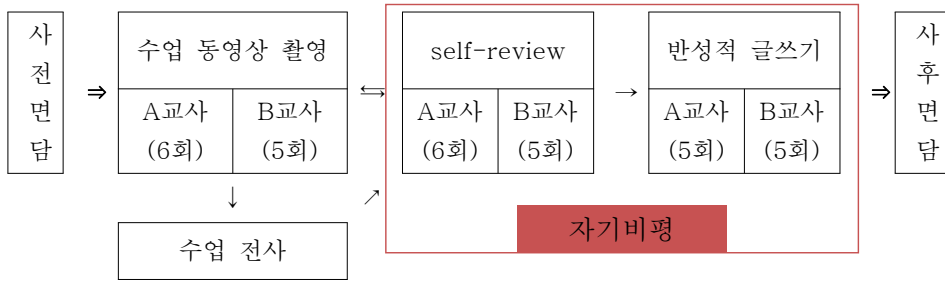 사전면담
⇒
수업 동영상 촬영
A교사 (6회)
B교사 (5회)
⇆
self-review
A교사 (6회)
B교사 (5회)
→
반성적 글쓰기
A교사 (5회)
B교사 (5회)
⇒
사후면담
↓
↗
수업 전사
자기비평